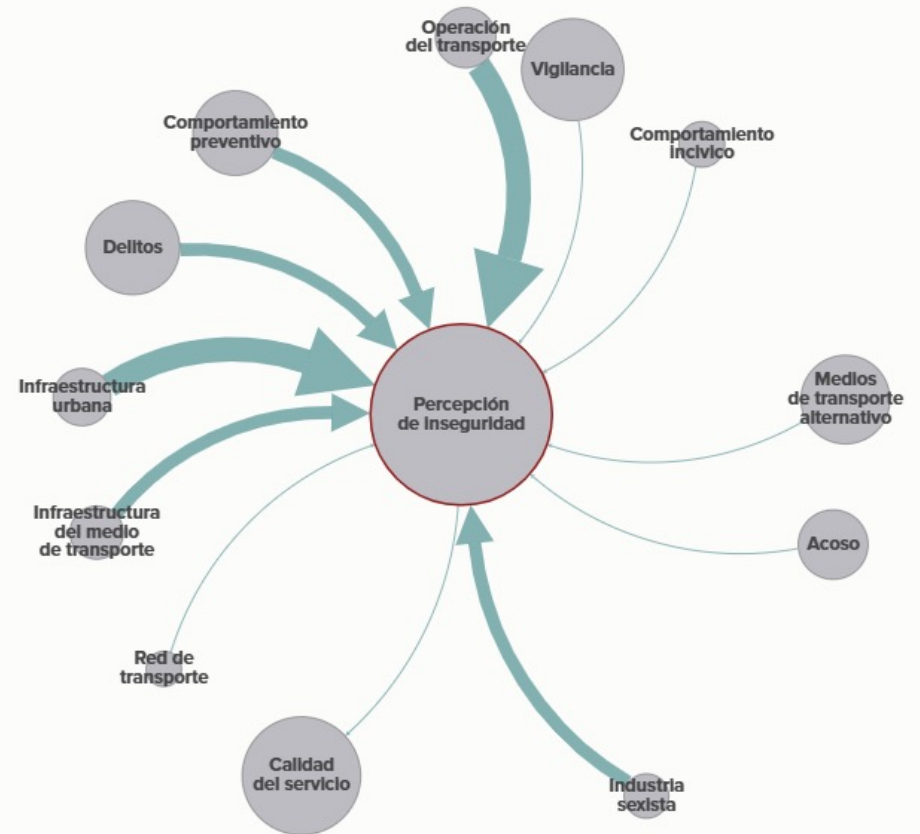 Operación
del transporte
Vigilancia
Comportamiento
preventivo
Comportamiento
incívico
Delitos
Infraestructura
urbana
Percepción
de inseguridad
Medios
de transporte
alternativo
Infraestructura
del medio
de transporte
Acoso
Red de
transporte
Calidad
del servicio
Industria
sexista